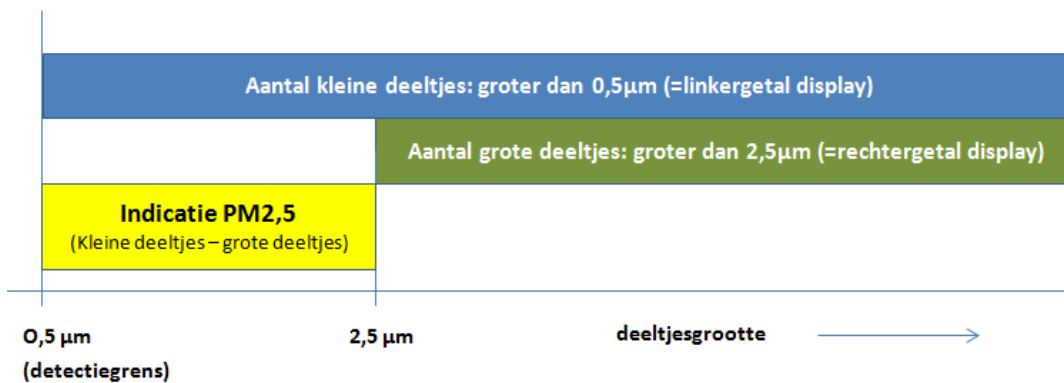 Aantal kleine deeltjes: groter dan 0,5µm (=linkergetal display)
Aantal grote deeltjes: groter dan 2,5µm (=rechtergetal display)
Indicatie PM2,5
(Kleine deeltjes – grote deeltjes)
O,5 µm
(detectiegrens)
2,5 µm
deeltjesgrootte